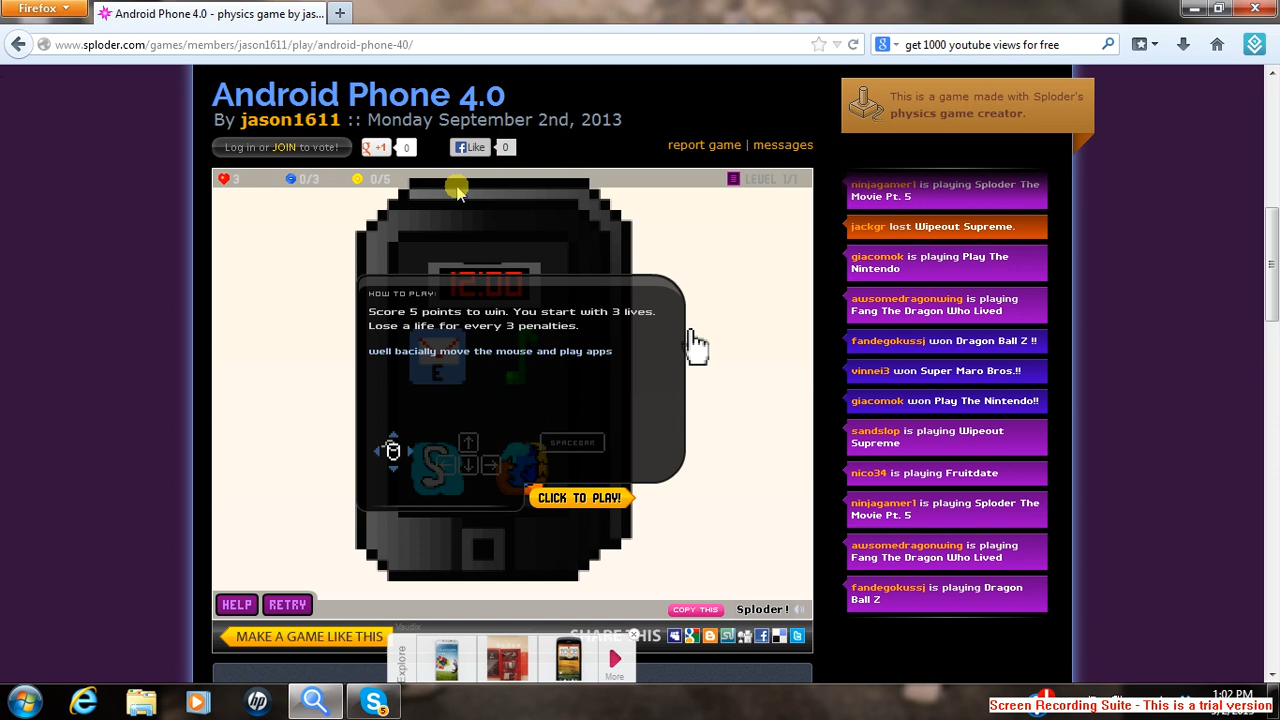 Firefox
Android Phone 4.0 - physics game by jas...
www.sploder.com/games/members/jason1611/play/android-phone-40/
get 1000 youtube views for free
Android Phone 4.0
By jason1611 :: Monday September 2nd, 2013
Log in or JOIN to vote!
+1
0
Like
0
report game | messages
This is a game made with Sploder's
physics game creator.
3
0/3
0/5
LEVEL 1/1
12:00
HOW TO PLAY:
Score 5 points to win. You start with 3 lives.
Lose a life for every 3 penalties.
well bacially move the mouse and play apps
E
S
SPACEBAR
CLICK TO PLAY!
HELP
RETRY
COPY THIS
Sploder!
MAKE A GAME LIKE THIS
SHARE THIS
Explore
More
ninjagamer1 is playing Sploder The
Movie Pt. 5
jackgr lost Wipeout Supreme.
giacomok is playing Play The
Nintendo
awsomedragonwing is playing
Fang The Dragon Who Lived
fandegokussj won Dragon Ball Z !!
vinnei3 won Super Maro Bros.!!
giacomok won Play The Nintendo!!
sandslop is playing Wipeout
Supreme
nico34 is playing Fruitdate
ninjagamer1 is playing Sploder The
Movie Pt. 5
awsomedragonwing is playing
Fang The Dragon Who Lived
fandegokussj is playing Dragon
Ball Z
1:02 PM
Screen Recording Suite - This is a trial version